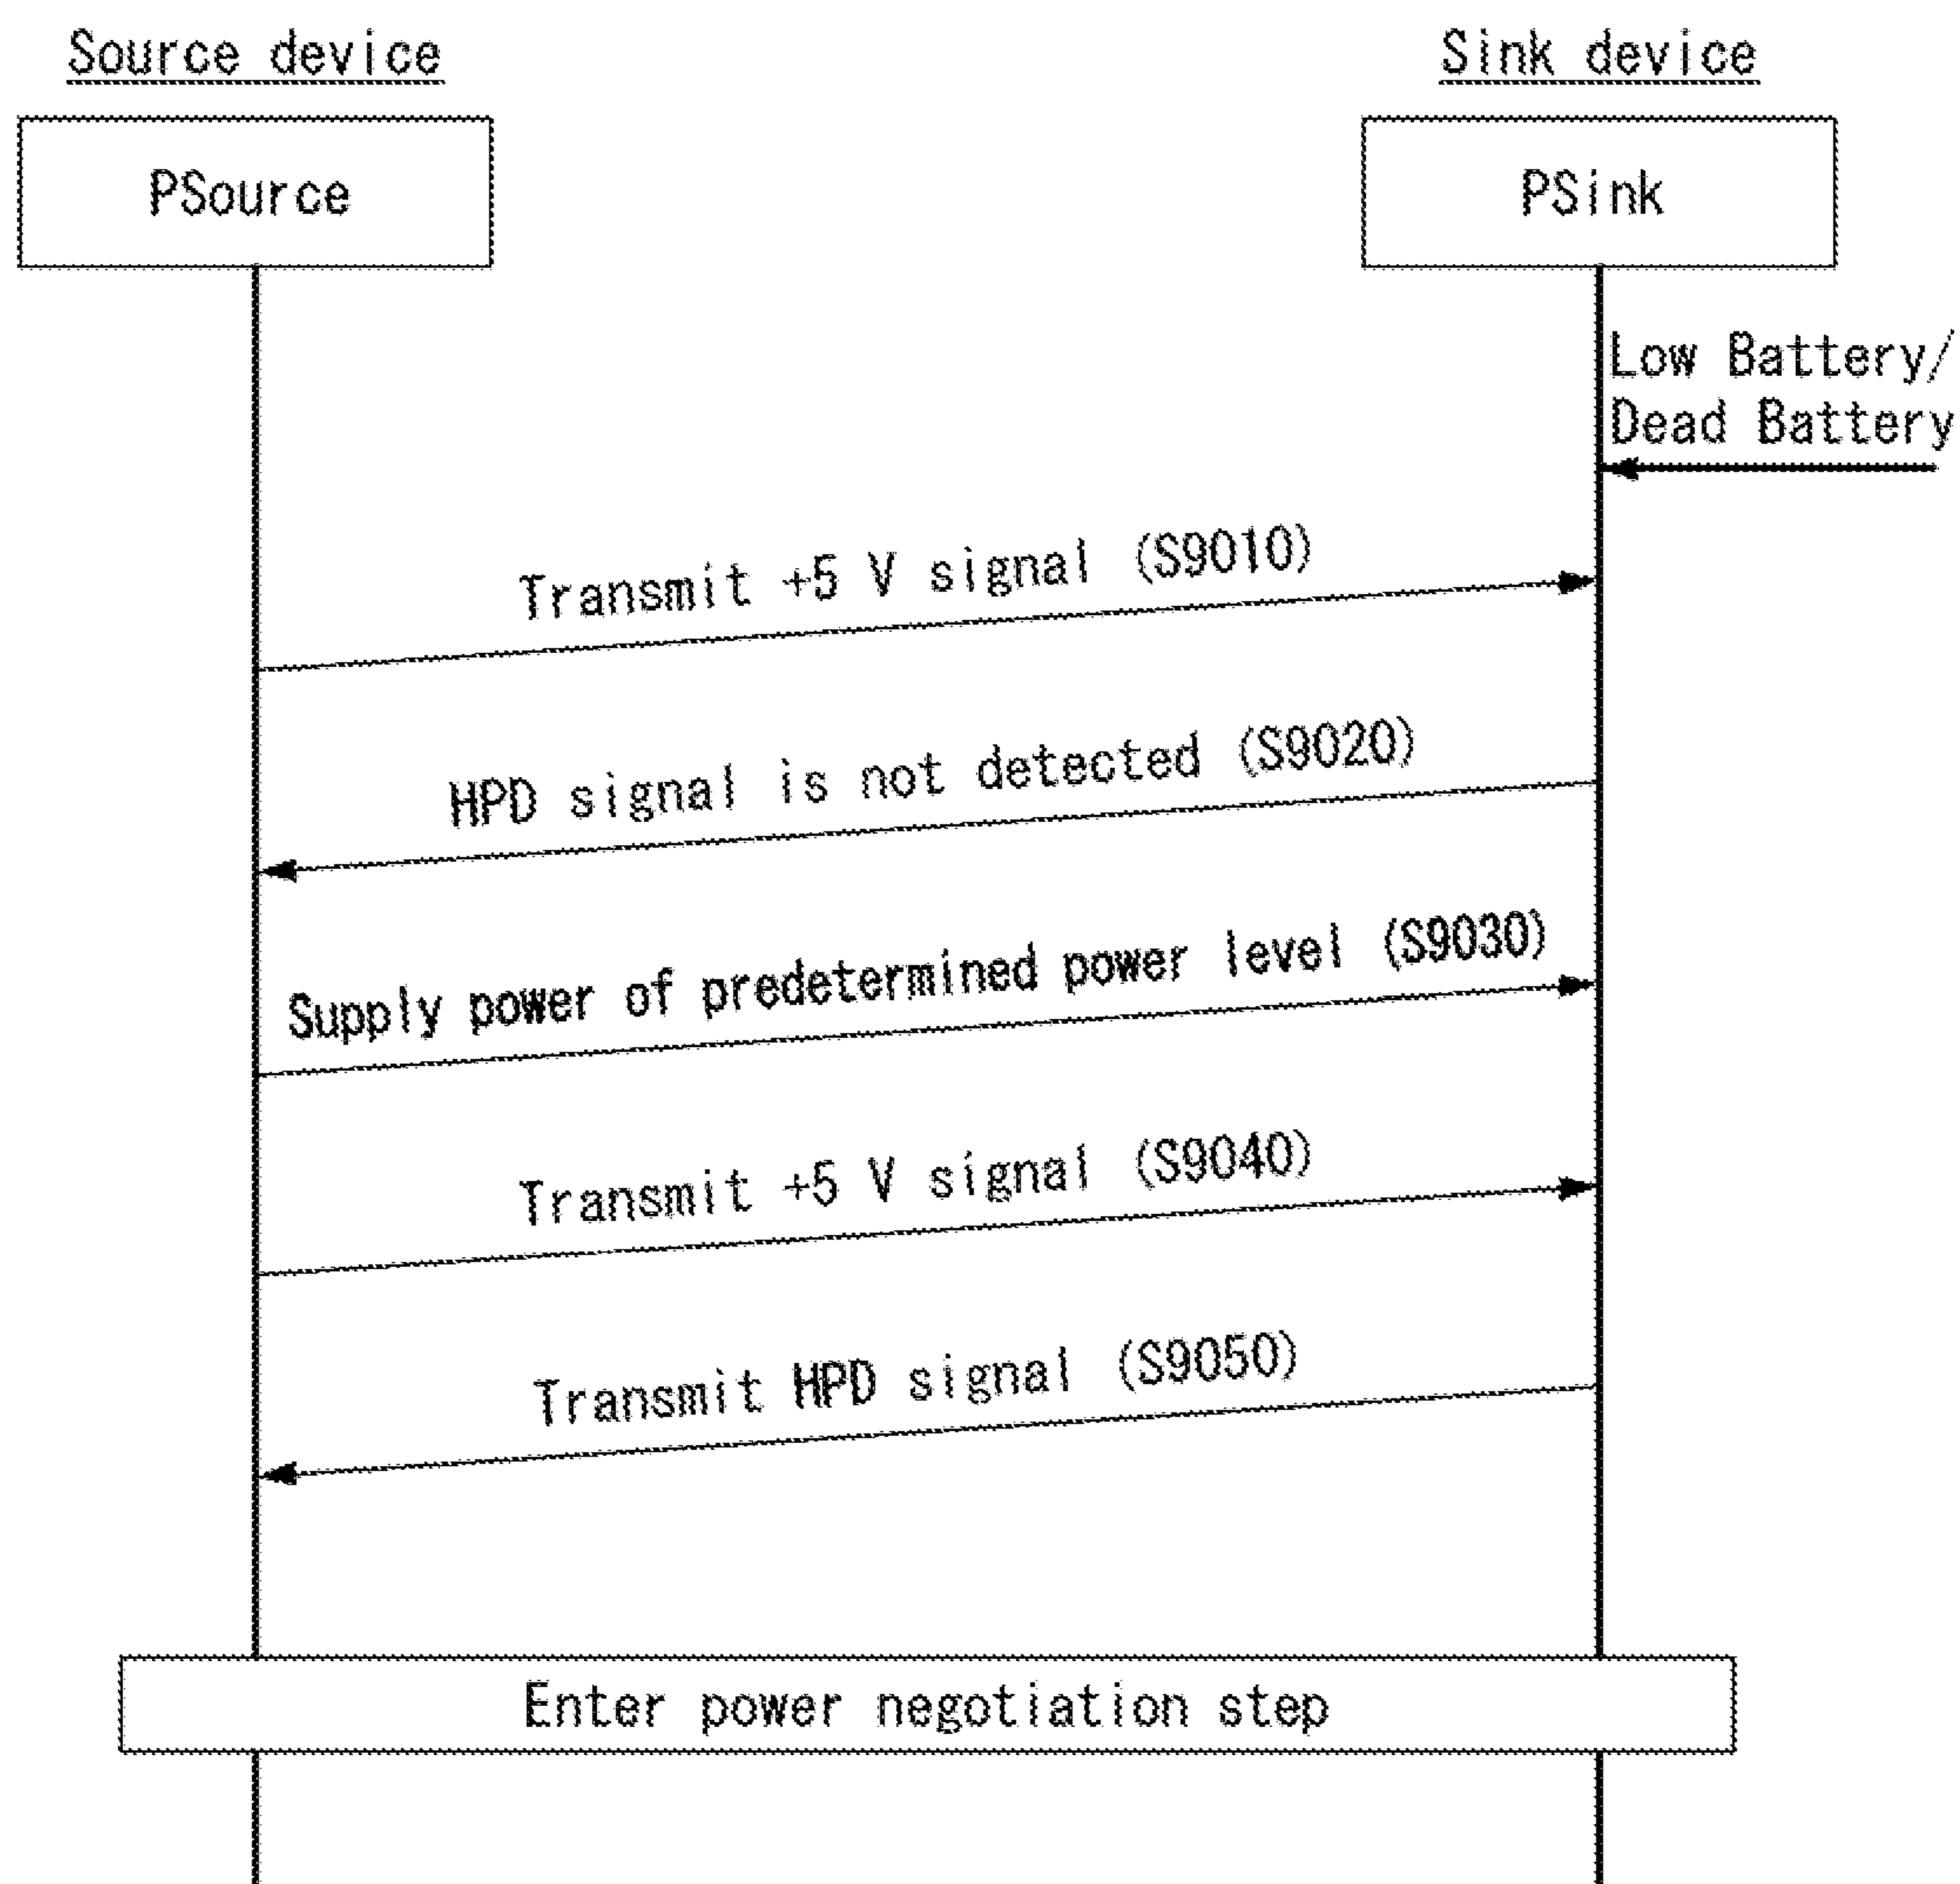 Source device
Sink device
PSource
PSink
Low Battery/
Dead Battery
Transmit +5 V signal (S9010)
HPD signal is not detected (S9020)
Supply power of predetermined power level (S9030)
Transmit +5 V signal (S9040)
Transmit HPD signal (S9050)
Enter power negotiation step